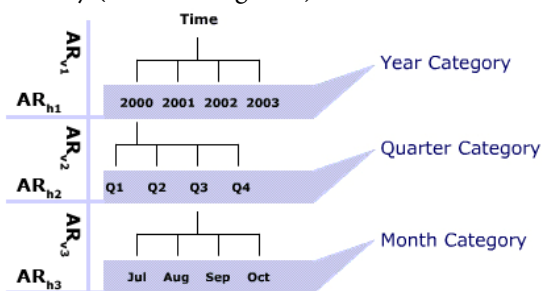 Time
ARv1
Year Category
ARh1
2000 2001 2002 2003
ARv2
Quarter Category
ARh2
Q1 Q2 Q3 Q4
ARv3
Month Category
ARh3
Jul Aug Sep Oct